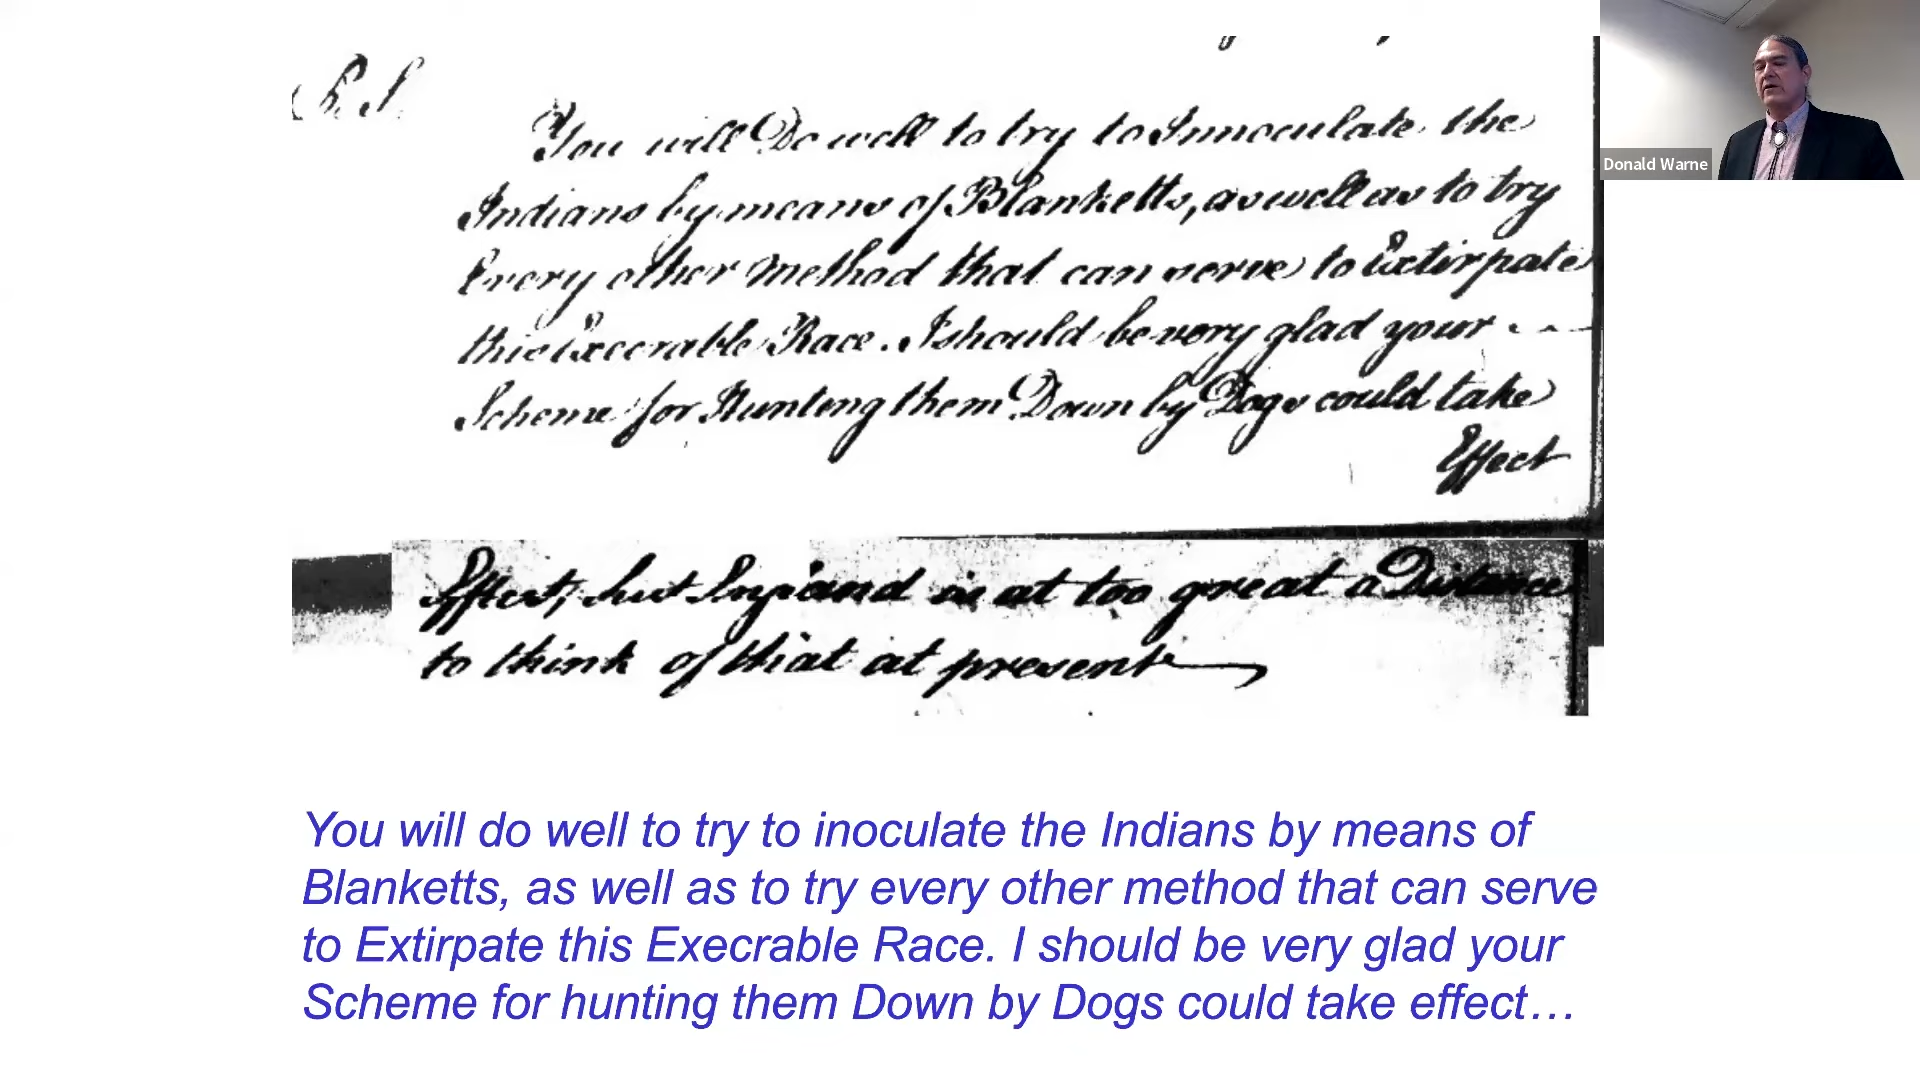 P.S.
You will Do well to try to Innoculate the
Indians by means of Blanketts, as well as to try
Every other Method that can serve to Extirpate
this Execrable Race. I should be very glad your
Scheme for Hunting them Down by Dogs could take
Effect
Effect, but England is at too great a Distance
to think of that at present
Donald Warne
You will do well to try to inoculate the Indians by means of
Blanketts, as well as to try every other method that can serve
to Extirpate this Execrable Race. I should be very glad your
Scheme for hunting them Down by Dogs could take effect…